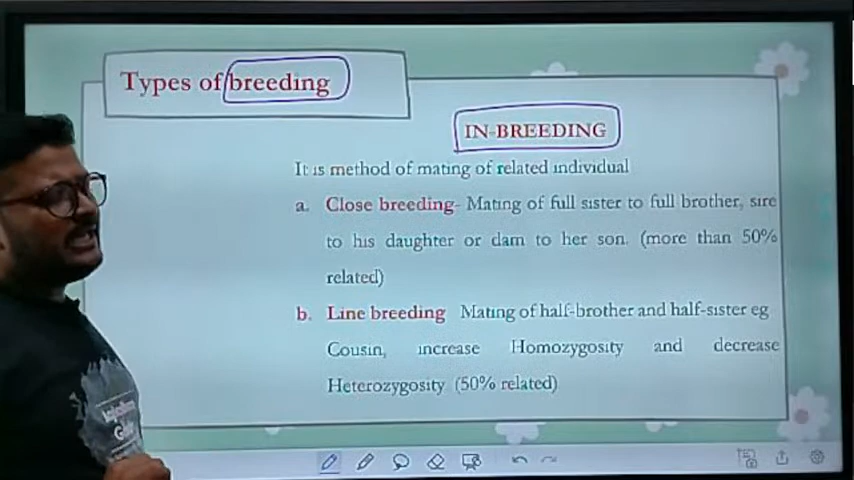 Types of breeding
IN-BREEDING
It is method of mating of related individual
a. Close breeding- Mating of full sister to full brother, sire
to his daughter or dam to her son. (more than 50%
related)
b. Line breeding Mating of half-brother and half-sister eg
Cousin, increase Homozygosity and decrease
Heterozygosity (50% related)